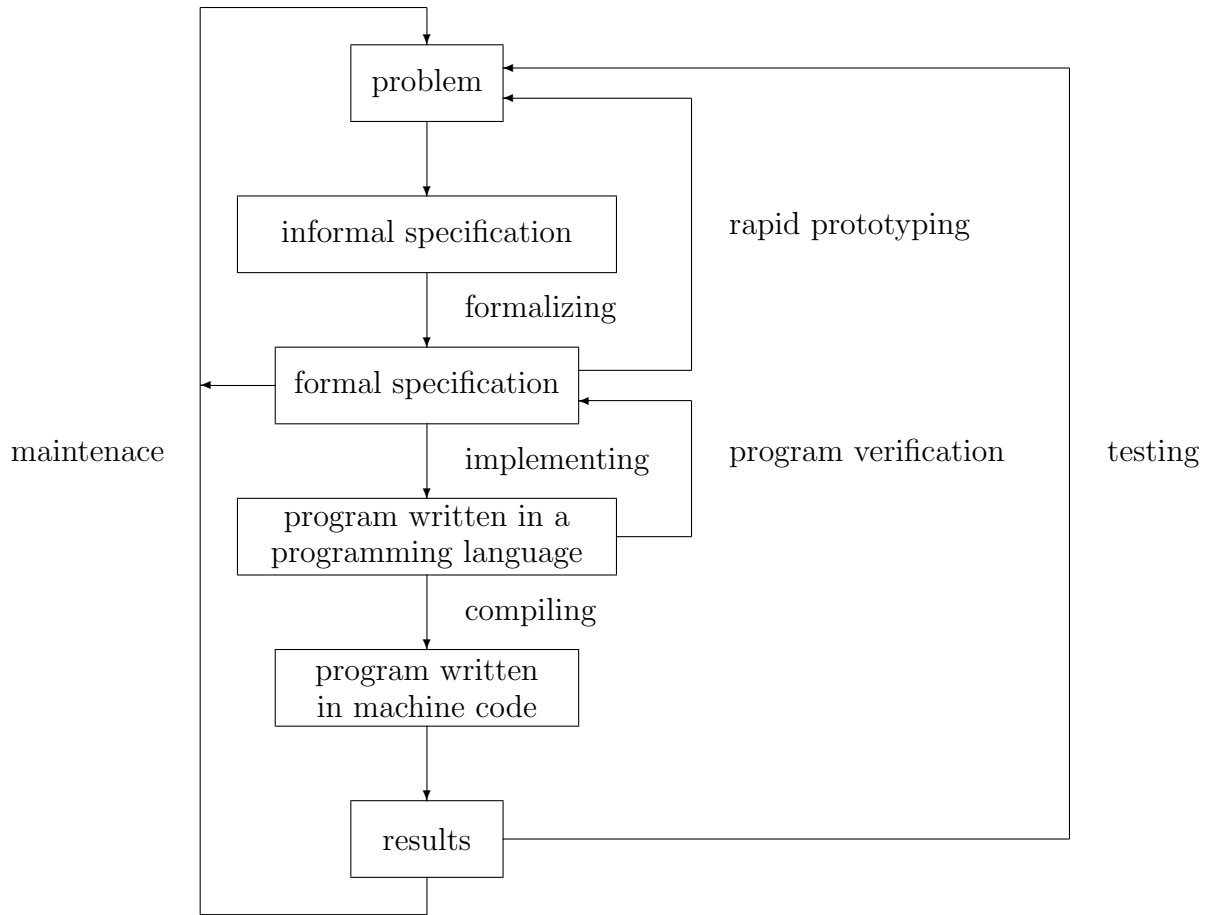 problem
informal specification
rapid prototyping
formalizing
formal specification
maintenace
implementing
program verification
testing
program written in a
programming language
compiling
program written
in machine code
results